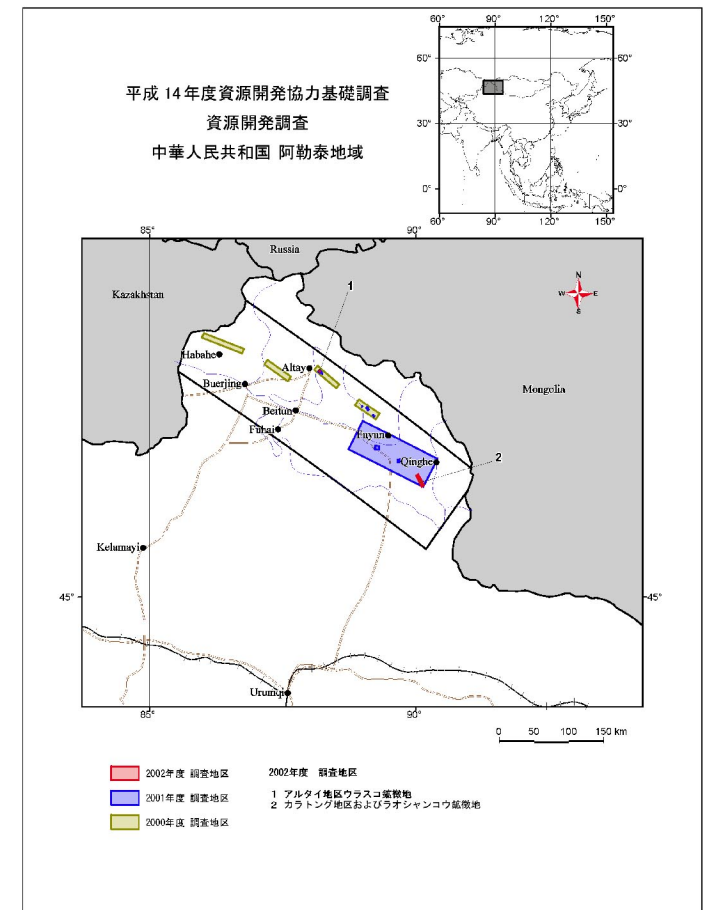 60° 90° 120° 150°
60° 60°
30° 30°
0° 0°
60° 90° 120° 150°
平成 14 年度資源開発協力基礎調査
資源開発調査
中華人民共和国 阿勒泰地域
85° 90°
Russia
Kazakhstan
1
N
W E
S
Habahe
Altay
Buerjing
Mongolia
Beitun
Fuhai
Fuyun
Qinghe
2
Kelamayi
45° 45°
Urumqi
85° 90°
0 50 100 150 km
2002年度 調査地区
2001年度 調査地区
2000年度 調査地区
2002年度 調査地区
1 アルタイ地区ウラスコ鉱徴地
2 カラトング地区およびラオシャンコウ鉱徴地